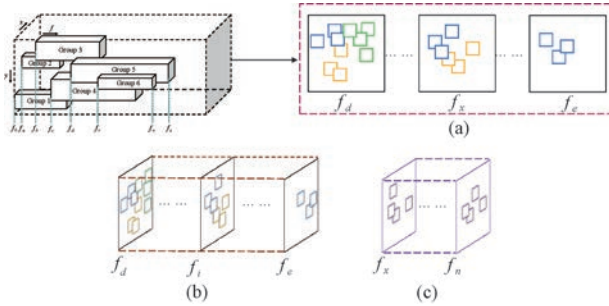 Group 3
Group 2
Group 5
Group 6
Group 4
Group 1
f_d
f_x
f_e
... ...
... ...
(a)
... ...
... ...
... ...
f_d
f_t
f_e
f_x
f_n
(b)
(c)